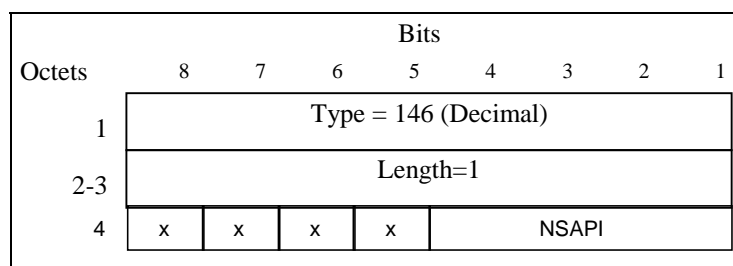 Bits
Octets 8 7 6 5 4 3 2 1
1 Type = 146 (Decimal)
2-3 Length=1
4 x x x x NSAPI